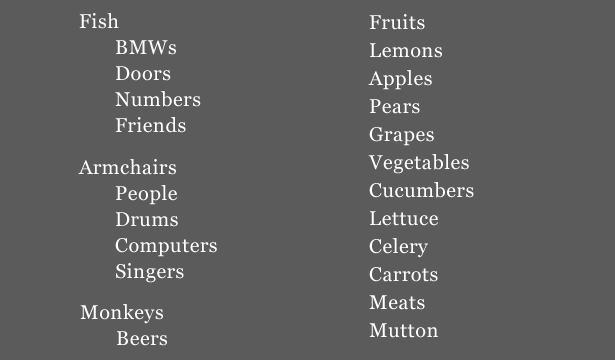 Fish
BMWs
Doors
Numbers
Friends
Armchairs
People
Drums
Computers
Singers
Monkeys
Beers
Fruits
Lemons
Apples
Pears
Grapes
Vegetables
Cucumbers
Lettuce
Celery
Carrots
Meats
Mutton